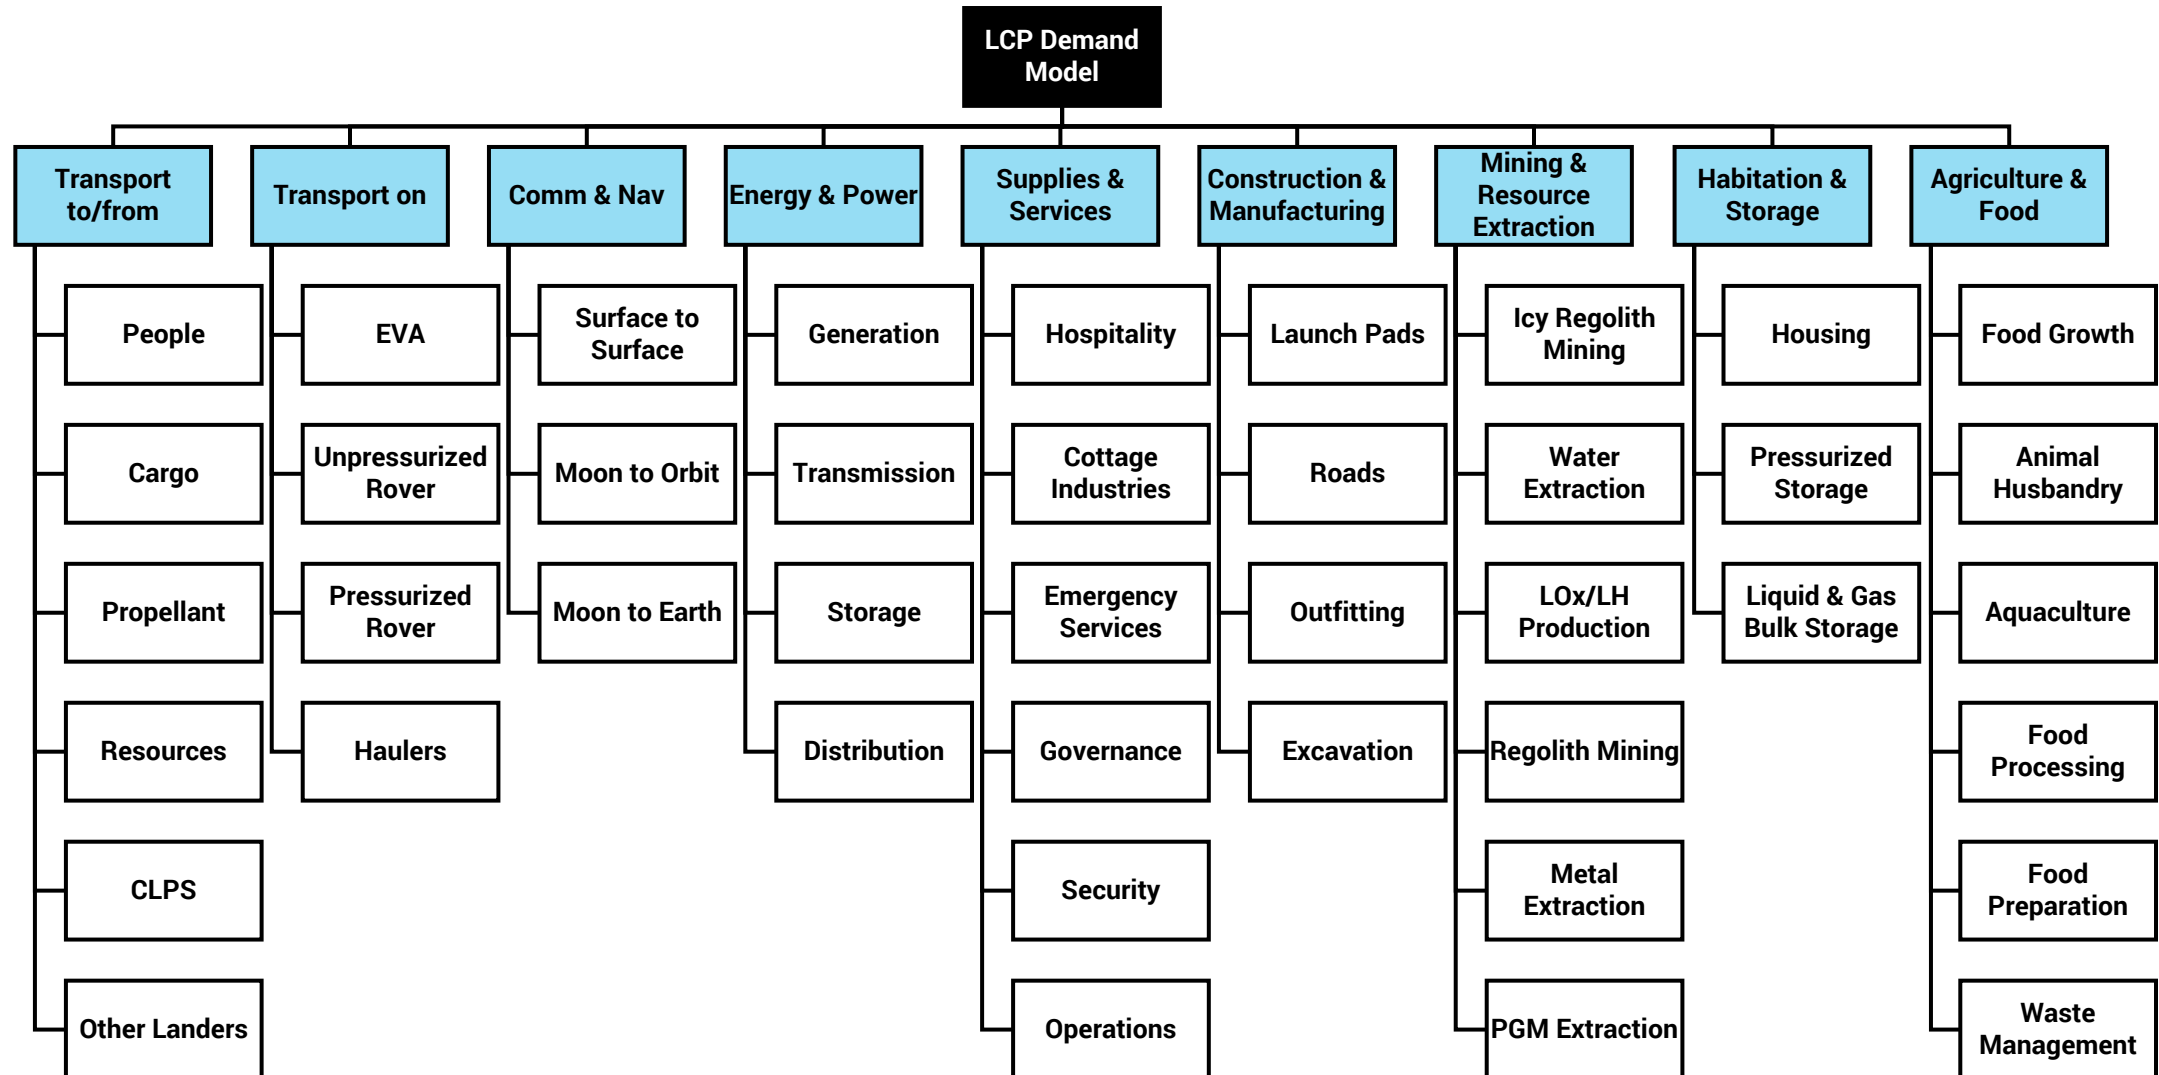 LCP Demand
Model
Transport
to/from
Transport on
Comm & Nav
Energy & Power
Supplies &
Services
Construction &
Manufacturing
Mining &
Resource
Extraction
Habitation &
Storage
Agriculture &
Food
People
Cargo
Propellant
Resources
CLPS
Other Landers
EVA
Unpressurized
Rover
Pressurized
Rover
Haulers
Surface to
Surface
Moon to Orbit
Moon to Earth
Generation
Transmission
Storage
Distribution
Hospitality
Cottage
Industries
Emergency
Services
Governance
Security
Operations
Launch Pads
Roads
Outfitting
Excavation
Icy Regolith
Mining
Water
Extraction
LOx/LH
Production
Regolith Mining
Metal
Extraction
PGM Extraction
Housing
Pressurized
Storage
Liquid & Gas
Bulk Storage
Food Growth
Animal
Husbandry
Aquaculture
Food
Processing
Food
Preparation
Waste
Management